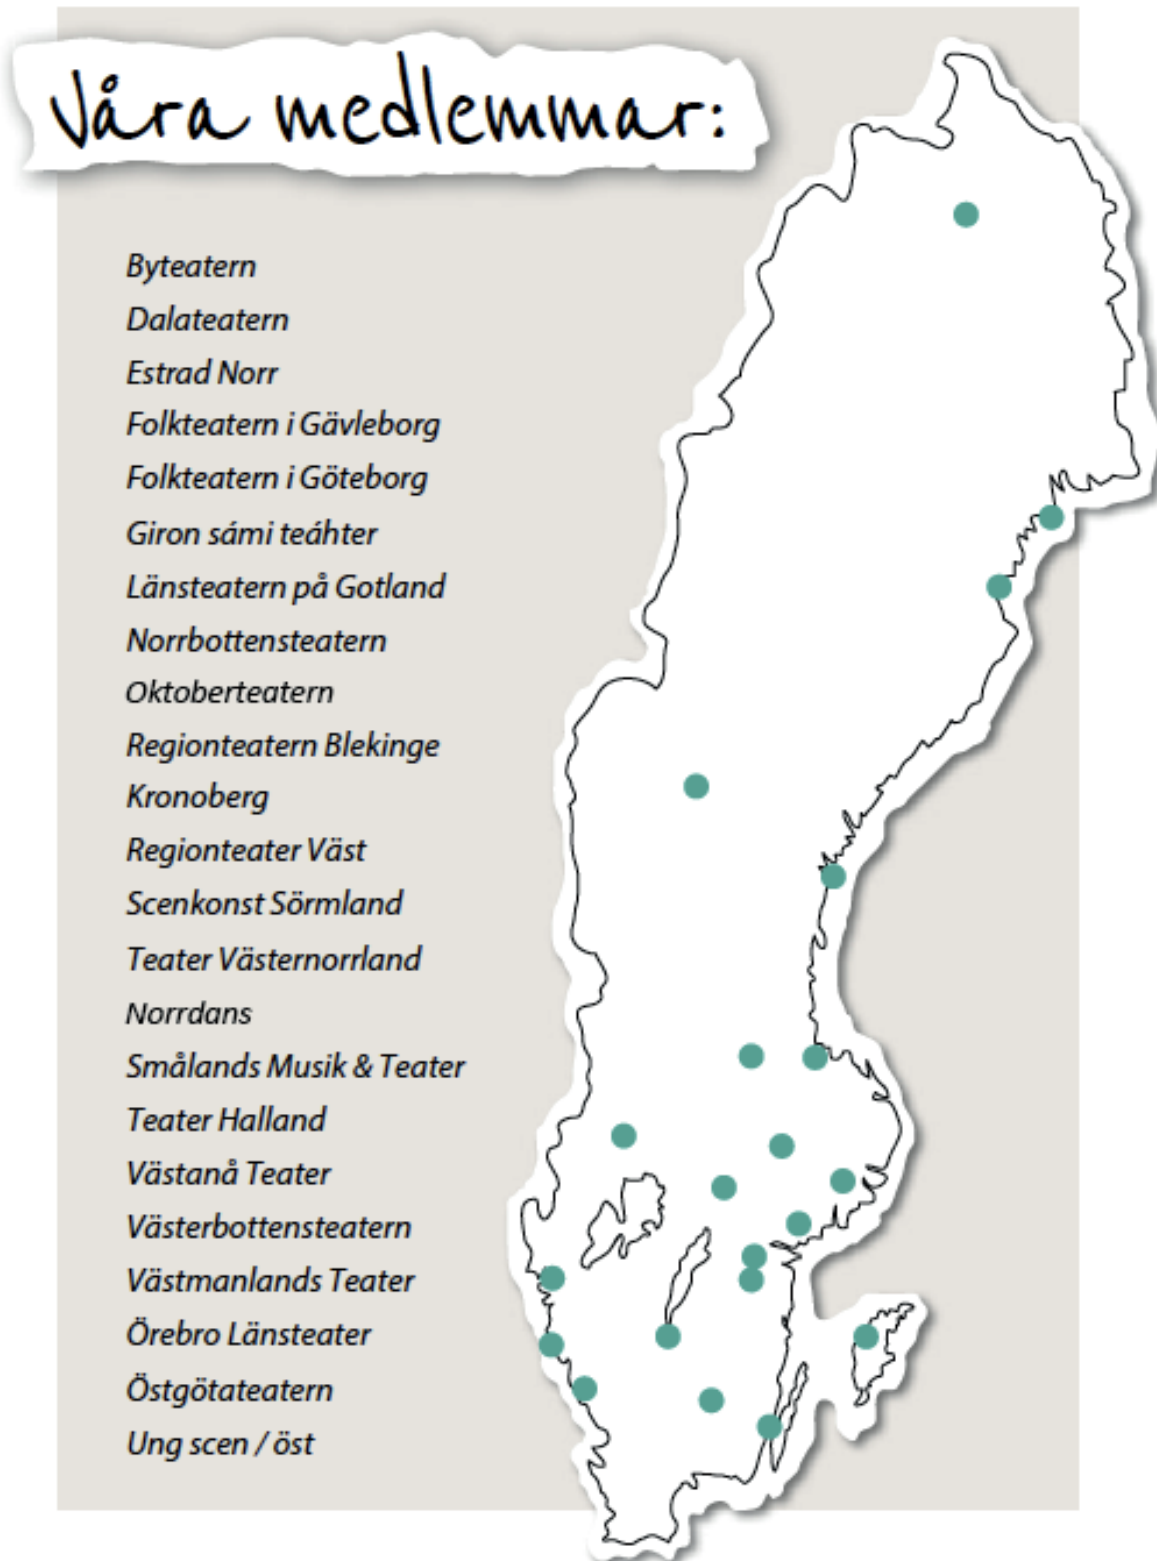 Våra medlemmar:
Byteatern
Dalateatern
Estrad Norr
Folkteatern i Gävleborg
Folkteatern i Göteborg
Giron sámi teáhter
Länsteatern på Gotland
Norrbottensteatern
Oktoberteatern
Regionteatern Blekinge
Kronoberg
Regionteater Väst
Scenkonst Sörmland
Teater Västernorrland
Norrdans
Smålands Musik & Teater
Teater Halland
Västanå Teater
Västerbottensteatern
Västmanlands Teater
Örebro Länsteater
Östgötateatern
Ung scen / öst